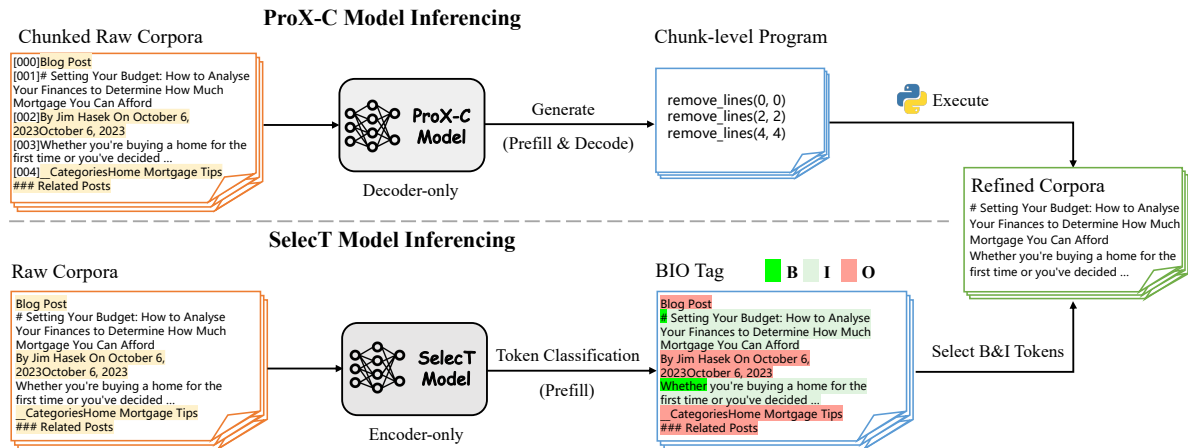 ProX-C Model Inferencing
Chunked Raw Corpora
[000]Blog Post
[001]# Setting Your Budget: How to Analyse
Your Finances to Determine How Much
Mortgage You Can Afford
[002]By Jim Hasek On October 6,
2023October 6, 2023
[003]Whether you're buying a home for the
first time or you've decided ...
[004]__CategoriesHome Mortgage Tips
### Related Posts
ProX-C
Model
Decoder-only
Generate
(Prefill & Decode)
Chunk-level Program
remove_lines(0, 0)
remove_lines(2, 2)
remove_lines(4, 4)
Execute
Refined Corpora
# Setting Your Budget: How to Analyse
Your Finances to Determine How Much
Mortgage You Can Afford
Whether you're buying a home for the
first time or you've decided ...
SelecT Model Inferencing
Raw Corpora
Blog Post
# Setting Your Budget: How to Analyse
Your Finances to Determine How Much
Mortgage You Can Afford
By Jim Hasek On October 6,
2023October 6, 2023
Whether you're buying a home for the
first time or you've decided ...
__CategoriesHome Mortgage Tips
### Related Posts
SelecT
Model
Encoder-only
Token Classification
(Prefill)
BIO Tag
B I O
Blog Post
# Setting Your Budget: How to Analyse
Your Finances to Determine How Much
Mortgage You Can Afford
By Jim Hasek On October 6,
2023October 6, 2023
Whether you're buying a home for the
first time or you've decided ...
__CategoriesHome Mortgage Tips
### Related Posts
Select B&I Tokens